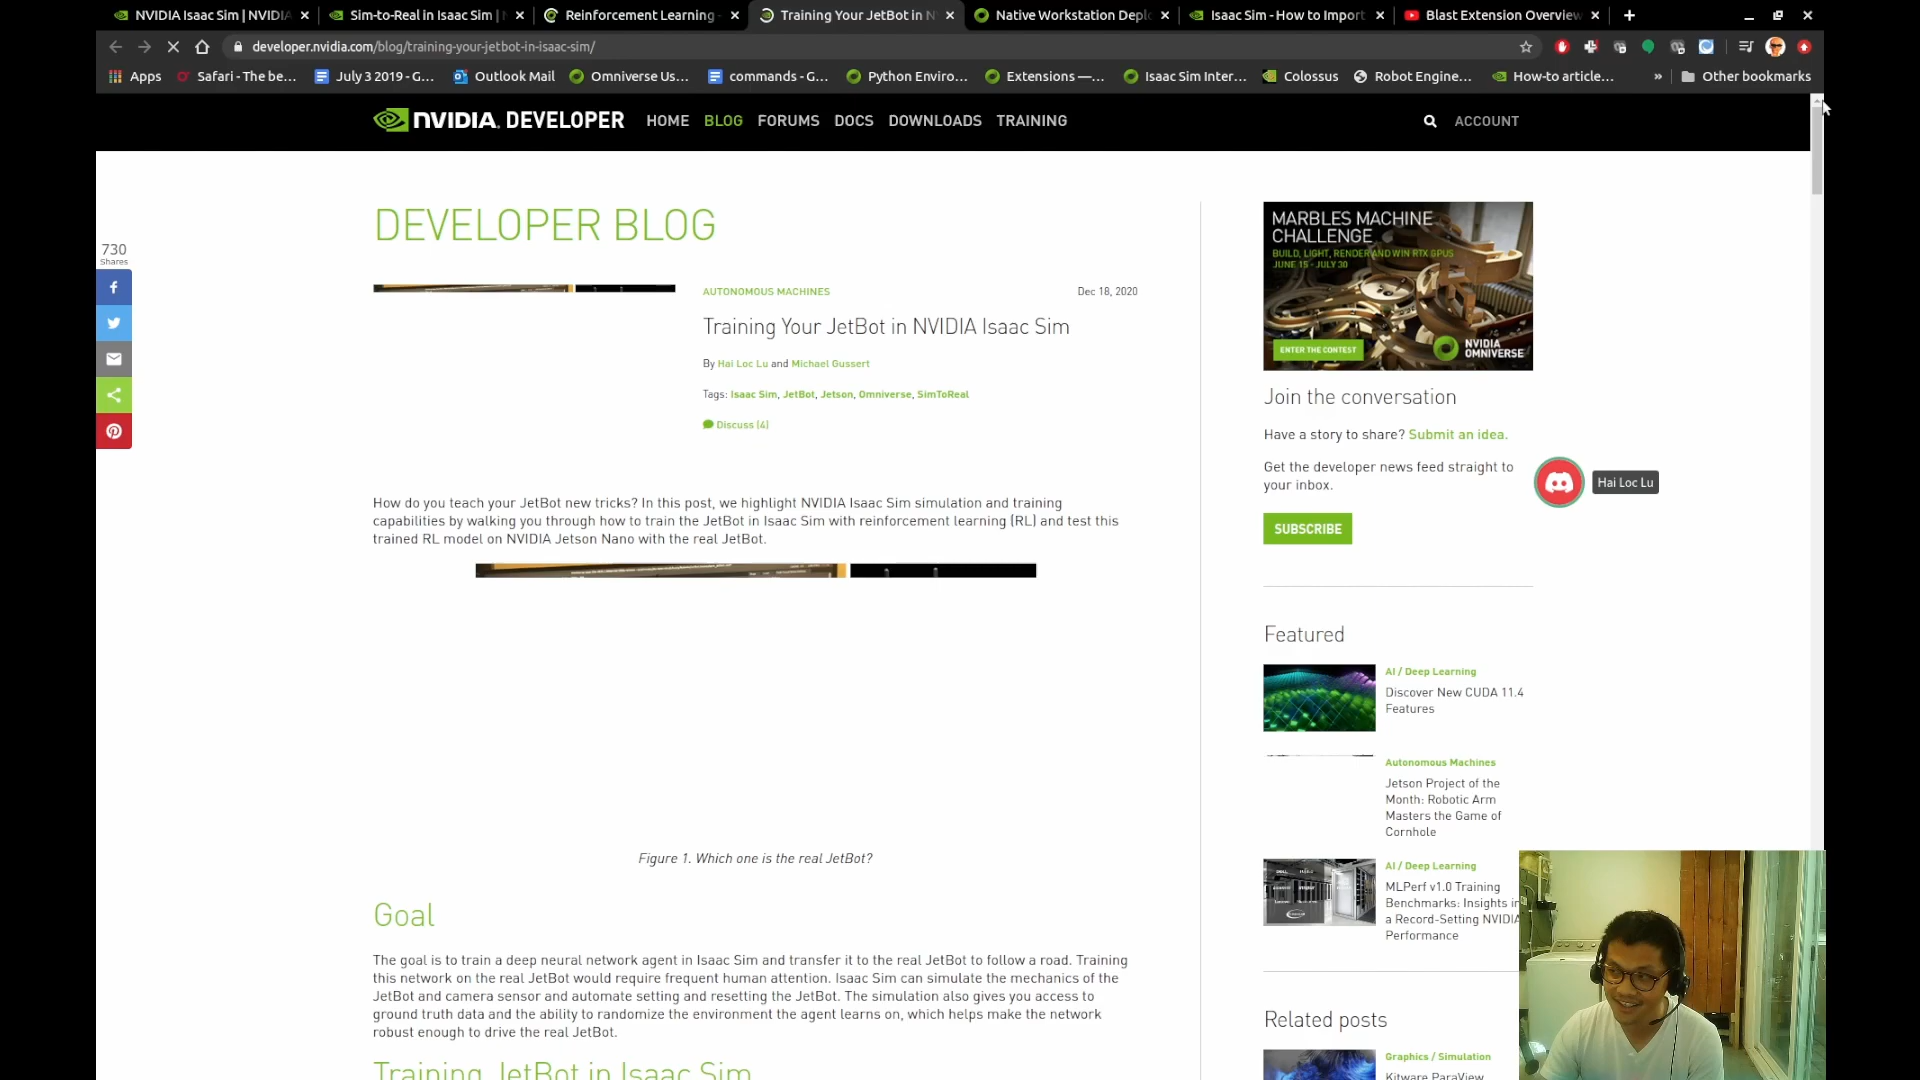 NVIDIA Isaac Sim | NVIDIA
Sim-to-Real in Isaac Sim |
Reinforcement Learning -
Training Your JetBot in N
Native Workstation Deplo
Isaac Sim - How to Import
Blast Extension Overview
developer.nvidia.com/blog/training-your-jetbot-in-isaac-sim/
Apps
Safari - The be...
July 3 2019 - G...
Outlook Mail
Omniverse Us...
commands - G...
Python Enviro...
Extensions —...
Isaac Sim Inter...
Colossus
Robot Engine...
How-to article...
»
Other bookmarks
NVIDIA. DEVELOPER
HOME
BLOG
FORUMS
DOCS
DOWNLOADS
TRAINING
ACCOUNT
DEVELOPER BLOG
730
Shares
AUTONOMOUS MACHINES
Dec 18, 2020
Training Your JetBot in NVIDIA Isaac Sim
By Hai Loc Lu and Michael Gussert
Tags: Isaac Sim, JetBot, Jetson, Omniverse, SimToReal
Discuss (4)
How do you teach your JetBot new tricks? In this post, we highlight NVIDIA Isaac Sim simulation and training
capabilities by walking you through how to train the JetBot in Isaac Sim with reinforcement learning (RL) and test this
trained RL model on NVIDIA Jetson Nano with the real JetBot.
Figure 1. Which one is the real JetBot?
Goal
The goal is to train a deep neural network agent in Isaac Sim and transfer it to the real JetBot to follow a road. Training
this network on the real JetBot would require frequent human attention. Isaac Sim can simulate the mechanics of the
JetBot and camera sensor and automate setting and resetting the JetBot. The simulation also gives you access to
ground truth data and the ability to randomize the environment the agent learns on, which helps make the network
robust enough to drive the real JetBot.
Training JetBot in Isaac Sim
MARBLES MACHINE
CHALLENGE
BUILD, LIGHT, RENDER AND WIN RTX GPUS
JUNE 15 - JULY 30
ENTER THE CONTEST
NVIDIA
OMNIVERSE
Join the conversation
Have a story to share? Submit an idea.
Get the developer news feed straight to
your inbox.
SUBSCRIBE
Hai Loc Lu
Featured
AI / Deep Learning
Discover New CUDA 11.4
Features
Autonomous Machines
Jetson Project of the
Month: Robotic Arm
Masters the Game of
Cornhole
AI / Deep Learning
MLPerf v1.0 Training
Benchmarks: Insights in
a Record-Setting NVIDIA
Performance
Related posts
Graphics / Simulation
Kitware ParaView